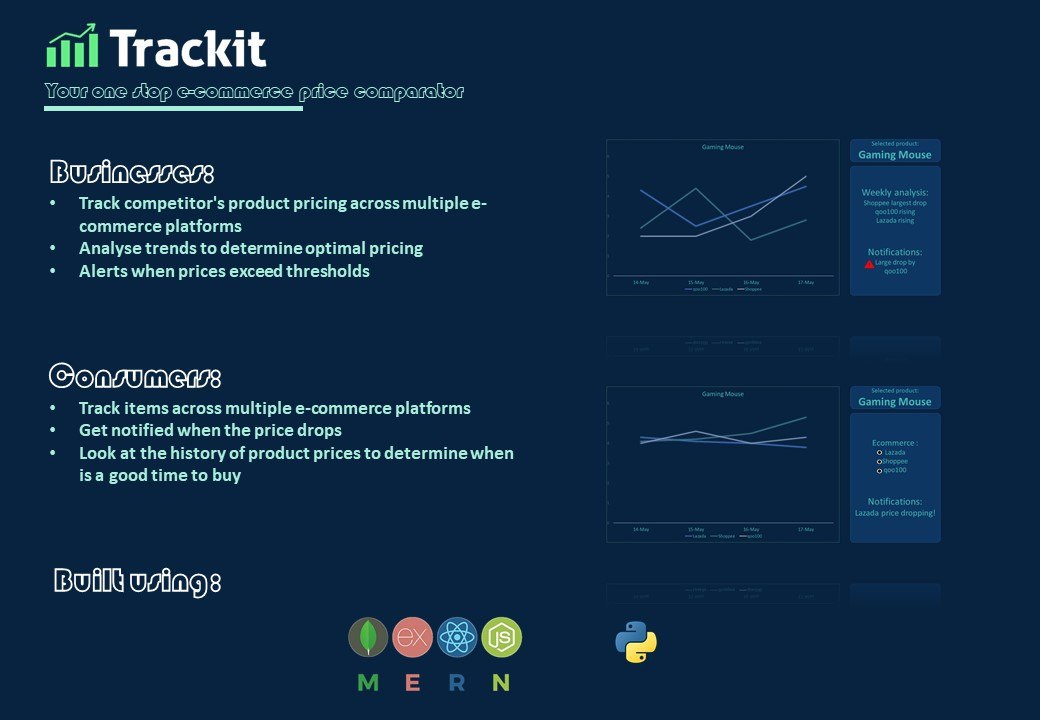 Trackit
Your one stop e-commerce price comparator
Businesses:
• Track competitor's product pricing across multiple e-
commerce platforms
• Analyse trends to determine optimal pricing
• Alerts when prices exceed thresholds
Gaming Mouse
14-May 15-May 16-May 17-May
qoo100 Lazada Shoppee
Selected product:
Gaming Mouse
Weekly analysis:
Shoppee largest drop
qoo100 rising
Lazada rising
Notifications:
Large drop by
qoo100
Consumers:
• Track items across multiple e-commerce platforms
• Get notified when the price drops
• Look at the history of product prices to determine when
is a good time to buy
Gaming Mouse
14-May 15-May 16-May 17-May
Lazada Shoppee qoo100
Selected product:
Gaming Mouse
Ecommerce :
Lazada
Shoppee
qoo100
Notifications:
Lazada price dropping!
Built using:
ex JS
M E R N